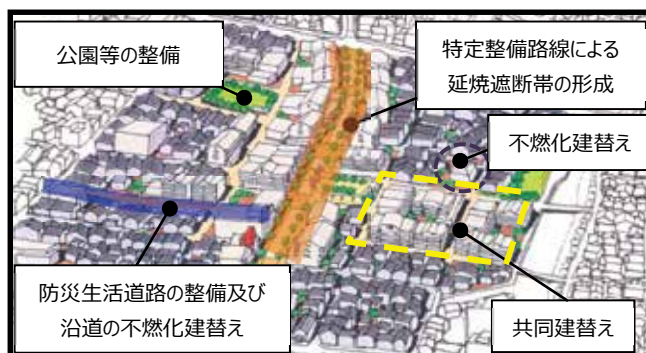 公園等の整備
特定整備路線による
延焼遮断帯の形成
不燃化建替え
防災生活道路の整備及び
沿道の不燃化建替え
共同建替え